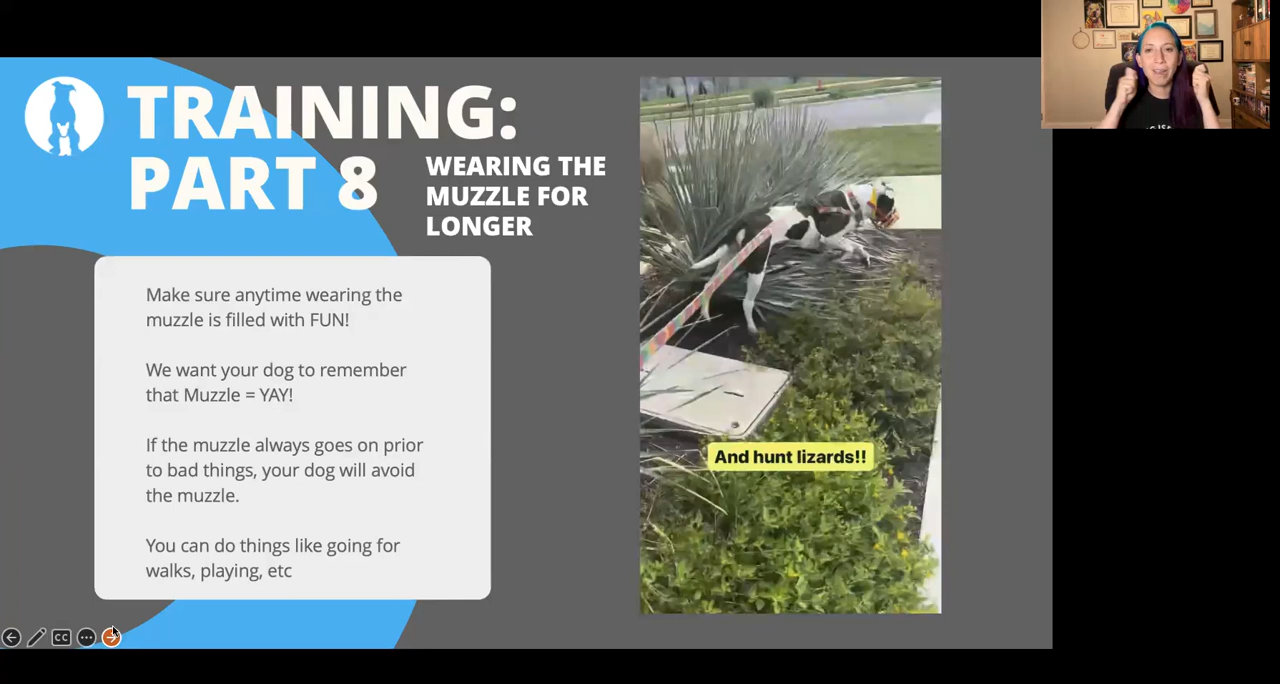 TRAINING:
PART 8
WEARING THE
MUZZLE FOR
LONGER
Make sure anytime wearing the
muzzle is filled with FUN!
We want your dog to remember
that Muzzle = YAY!
If the muzzle always goes on prior
to bad things, your dog will avoid
the muzzle.
You can do things like going for
walks, playing, etc
And hunt lizards!!
CC